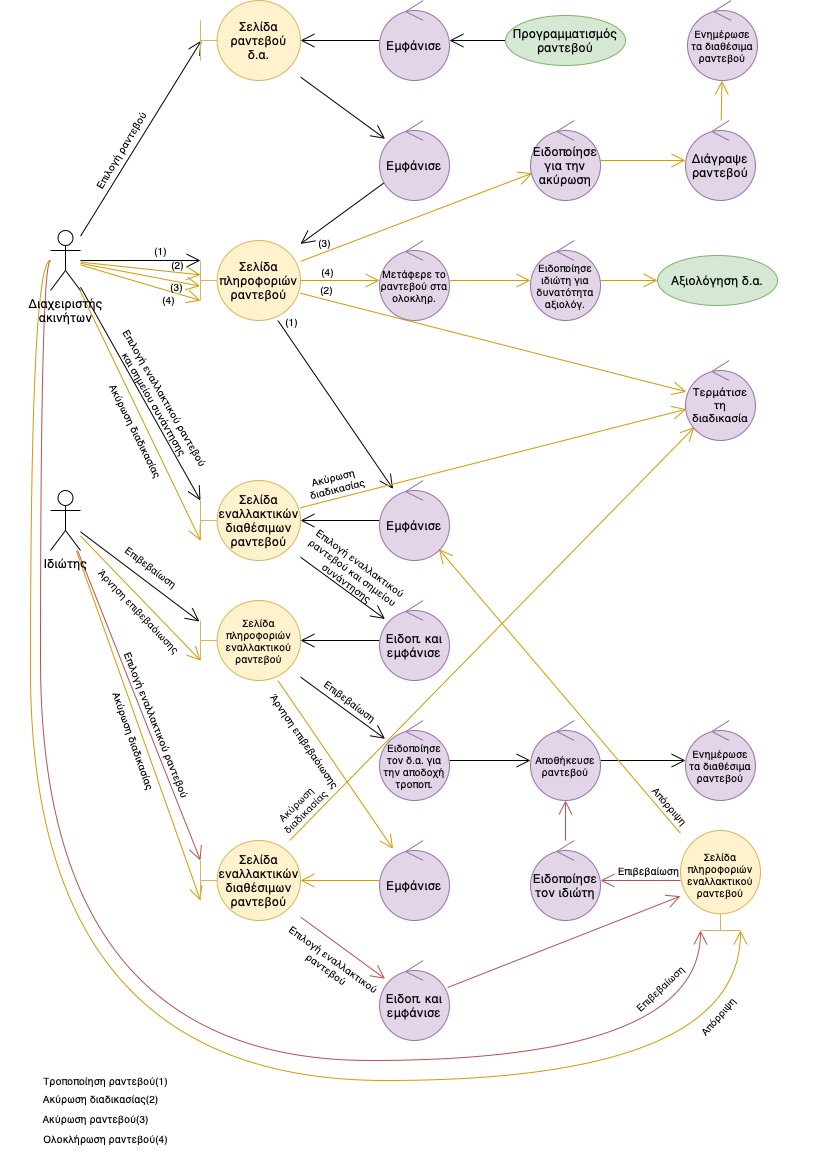 Σελίδα
ραντεβού
δ.α.
Εμφάνισε
Προγραμματισμός
ραντεβού
Ενημέρωσε
τα διαθέσιμα
ραντεβού
Επιλογή ραντεβού
Εμφάνισε
Ειδοποίησε
για την
ακύρωση
Διάγραψε
ραντεβού
Διαχειριστής
ακινήτων
(1)
(2)
(3)
(4)
Σελίδα
πληροφοριών
ραντεβού
(3)
(4)
(2)
(1)
Μετάφερε το
ραντεβού στα
ολοκληρ.
Ειδοποίησε
ιδιώτη για
δυνατότητα
αξιολόγ.
Αξιολόγηση δ.α.
Επιλογή εναλλακτικού ραντεβού
και σημείου συνάντησης
Ακύρωση διαδικασίας
Τερμάτισε
τη
διαδικασία
Σελίδα
εναλλακτικών
διαθέσιμων
ραντεβού
Ακύρωση
διαδικασίας
Εμφάνισε
Επιλογή εναλλακτικού
ραντεβού και σημείου
συνάντησης
Ιδιώτης
Επιβεβαίωση
Άρνηση επιβεβαίωσης
Σελίδα
πληροφοριών
εναλλακτικού
ραντεβού
Ειδοπ. και
εμφάνισε
Επιλογή εναλλακτικού ραντεβού
Ακύρωση διαδικασίας
Επιβεβαίωση
Άρνηση επιβεβαίωσης
Ειδοποίησε
τον δ.α. για
την αποδοχή
τροποπ.
Αποθήκευσε
ραντεβού
Ενημέρωσε
τα διαθέσιμα
ραντεβού
Ακύρωση
διαδικασίας
Απόρριψη
Σελίδα
εναλλακτικών
διαθέσιμων
ραντεβού
Εμφάνισε
Ειδοποίησε
τον ιδιώτη
Επιβεβαίωση
Σελίδα
πληροφοριών
εναλλακτικού
ραντεβού
Επιλογή εναλλακτικού
ραντεβού
Ειδοπ. και
εμφάνισε
Επιβεβαίωση
Απόρριψη
Τροποποίηση ραντεβού(1)
Ακύρωση διαδικασίας(2)
Ακύρωση ραντεβού(3)
Ολοκλήρωση ραντεβού(4)